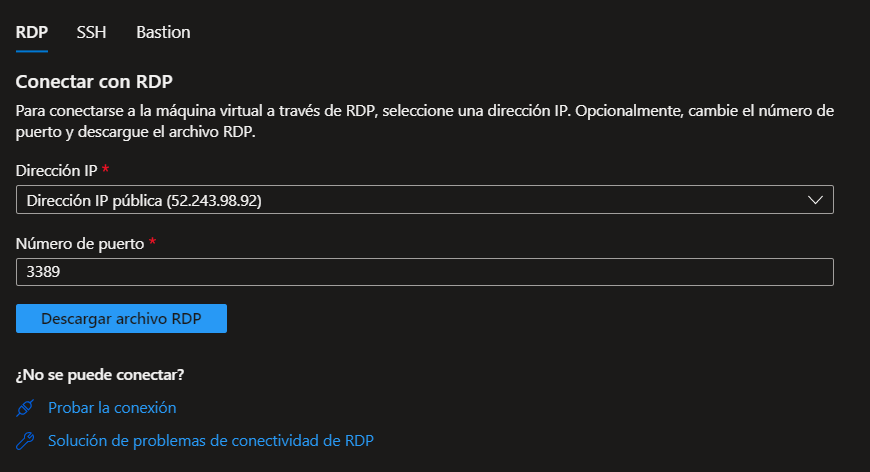 RDP SSH Bastion
Conectar con RDP
Para conectarse a la máquina virtual a través de RDP, seleccione una dirección IP. Opcionalmente, cambie el número de
puerto y descargue el archivo RDP.
Dirección IP *
Dirección IP pública (52.243.98.92)
Número de puerto *
3389
Descargar archivo RDP
¿No se puede conectar?
Probar la conexión
Solución de problemas de conectividad de RDP